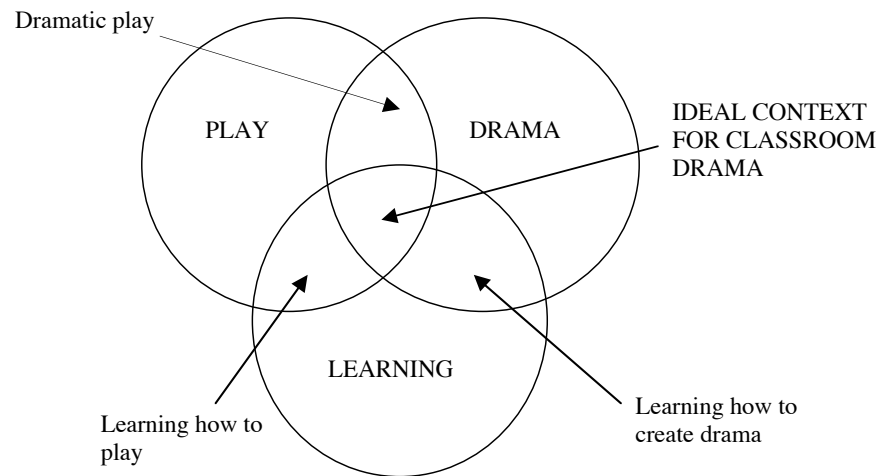 Dramatic play
PLAY
DRAMA
IDEAL CONTEXT
FOR CLASSROOM
DRAMA
LEARNING
Learning how to
play
Learning how to
create drama